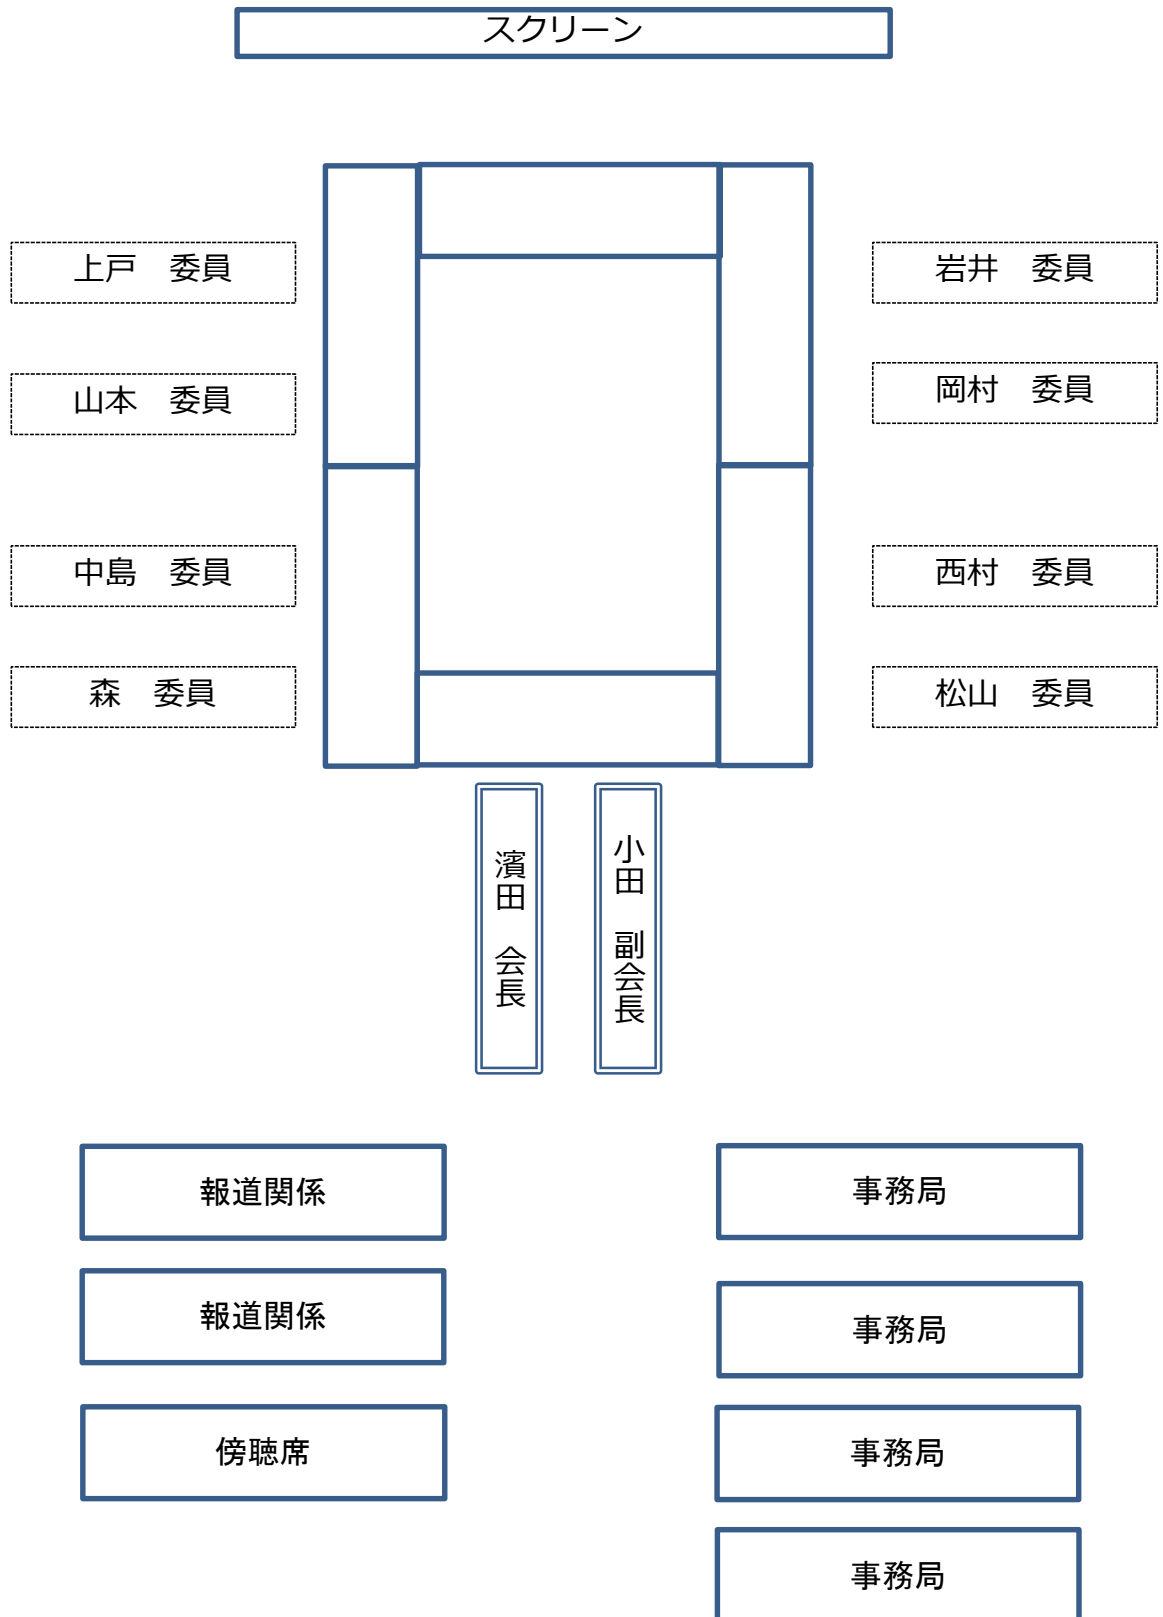 スクリーン
上戸　委員
岩井　委員
山本　委員
岡村　委員
中島　委員
西村　委員
森　委員
松山　委員
濱田　会長
小田　副会長
報道関係
事務局
報道関係
事務局
傍聴席
事務局
事務局